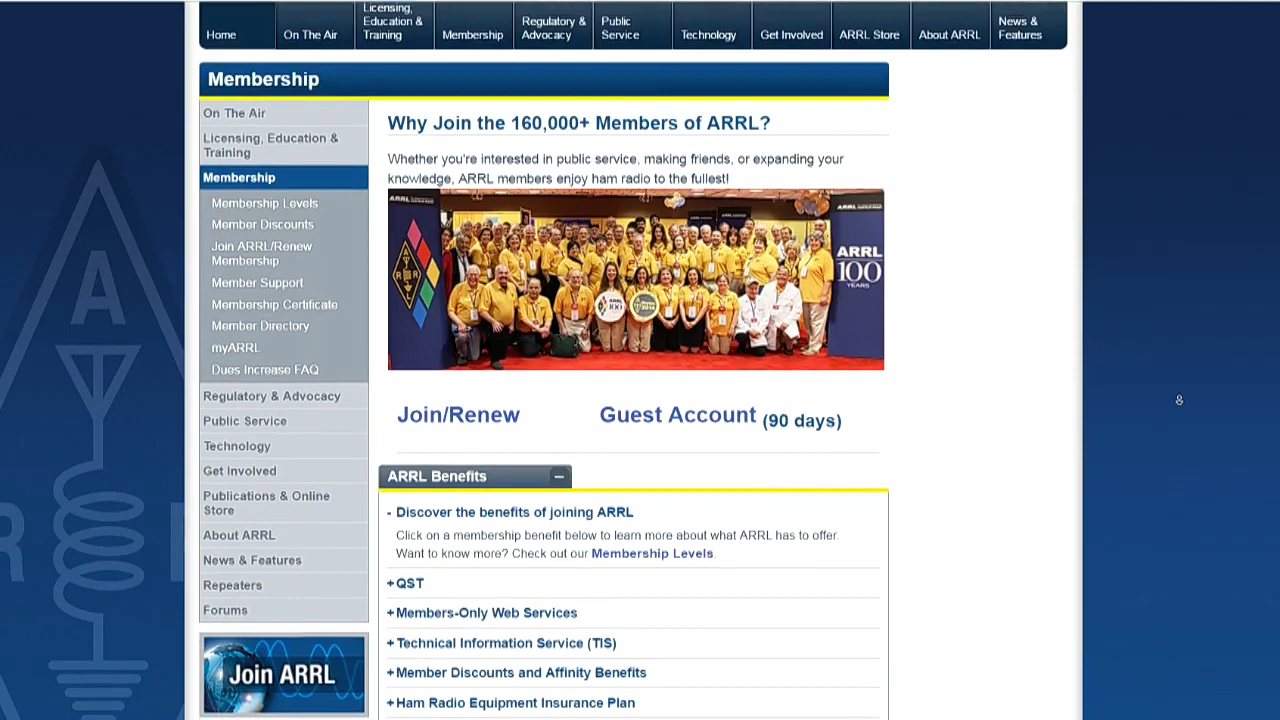 Home
On The Air
Licensing,
Education &
Training
Membership
Regulatory &
Advocacy
Public
Service
Technology
Get Involved
ARRL Store
About ARRL
News &
Features
Membership
On The Air
Licensing, Education &
Training
Membership
Membership Levels
Member Discounts
Join ARRL/Renew
Membership
Member Support
Membership Certificate
Member Directory
myARRL
Dues Increase FAQ
Regulatory & Advocacy
Public Service
Technology
Get Involved
Publications & Online
Store
About ARRL
News & Features
Repeaters
Forums
Join ARRL
Why Join the 160,000+ Members of ARRL?
Whether you're interested in public service, making friends, or expanding your
knowledge, ARRL members enjoy ham radio to the fullest!
ARRL
100
YEARS
Join/Renew
Guest Account (90 days)
ARRL Benefits
- Discover the benefits of joining ARRL
Click on a membership benefit below to learn more about what ARRL has to offer.
Want to know more? Check out our Membership Levels.
+QST
+Members-Only Web Services
+Technical Information Service (TIS)
+Member Discounts and Affinity Benefits
+Ham Radio Equipment Insurance Plan